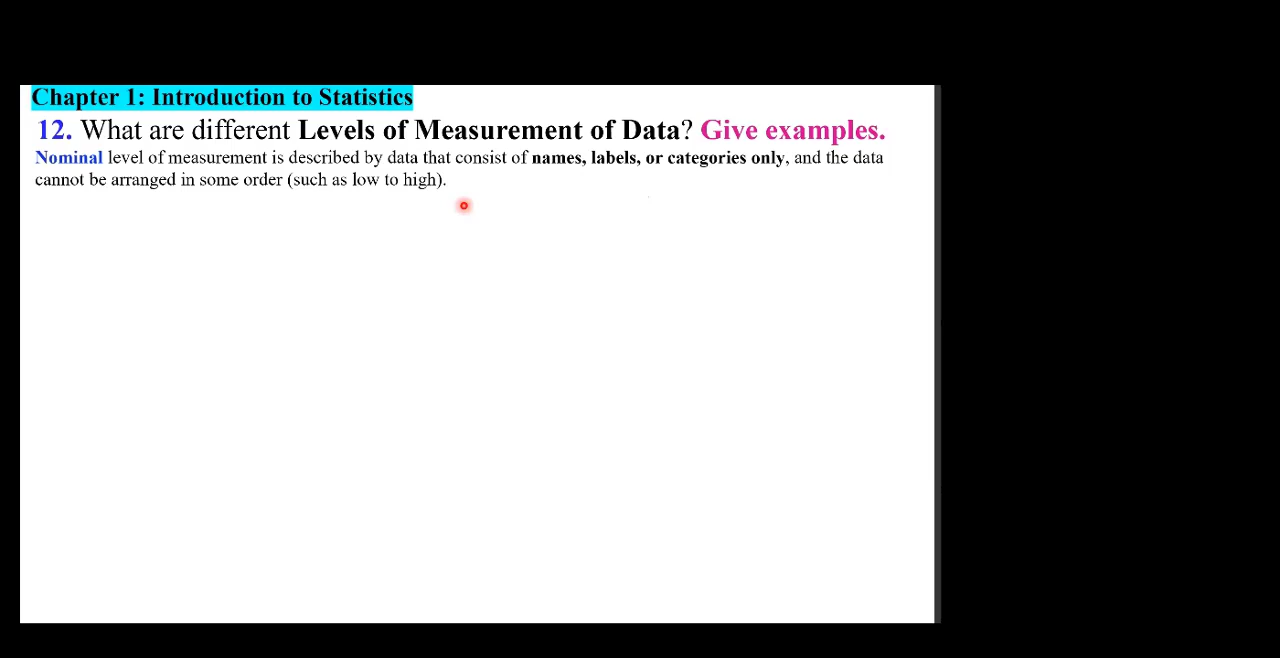 Chapter 1: Introduction to Statistics
12. What are different Levels of Measurement of Data? Give examples.
Nominal level of measurement is described by data that consist of names, labels, or categories only, and the data
cannot be arranged in some order (such as low to high).